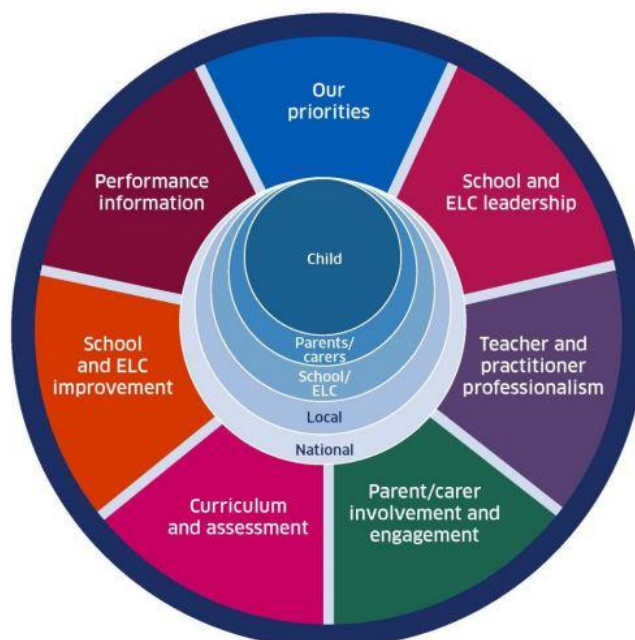 Our
priorities
School and
ELC leadership
Teacher and
practitioner
professionalism
Parent/carer
involvement and
engagement
Curriculum
and assessment
School
and ELC
improvement
Performance
information
Child
Parents/
carers
School/
ELC
Local
National